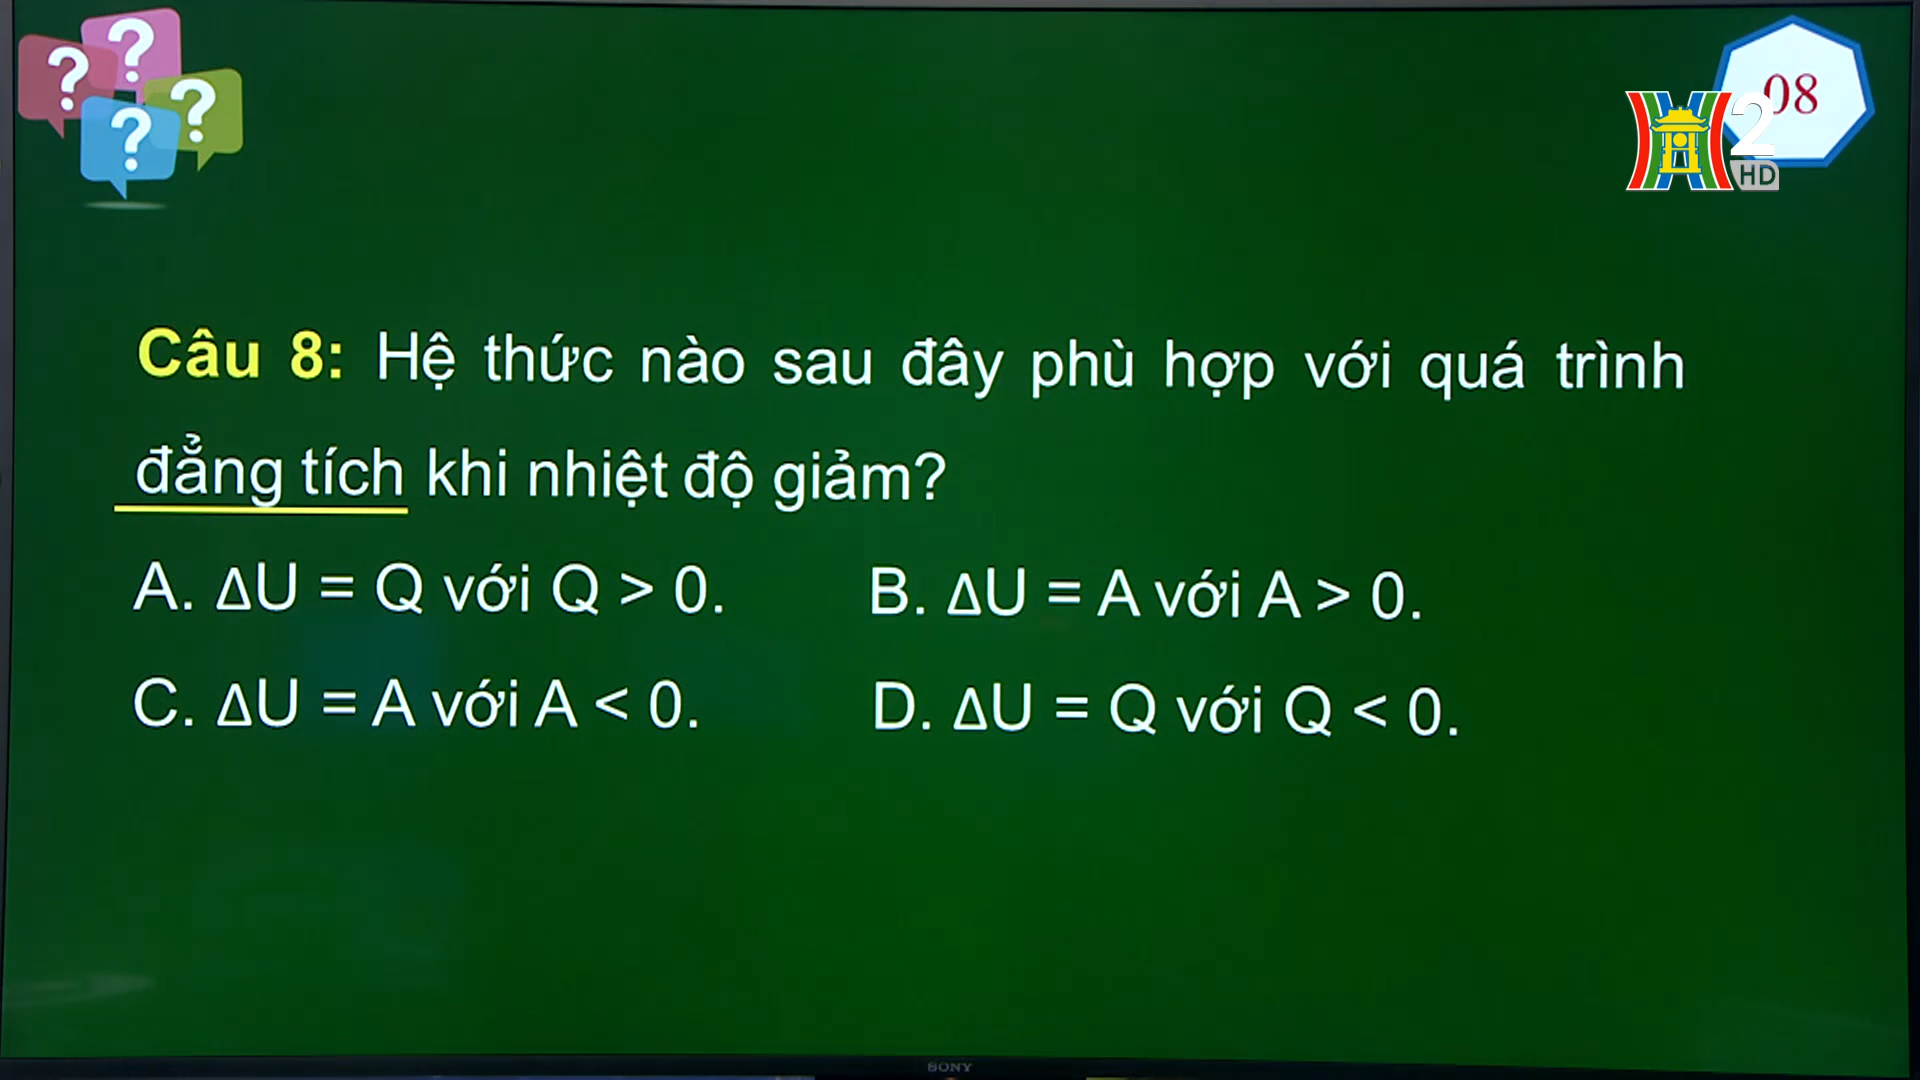 ? ? ? ?
08
2
HD
Câu 8: Hệ thức nào sau đây phù hợp với quá trình
đẳng tích khi nhiệt độ giảm?
A. ΔU = Q với Q > 0. B. ΔU = A với A > 0.
C. ΔU = A với A < 0. D. ΔU = Q với Q < 0.
SONY